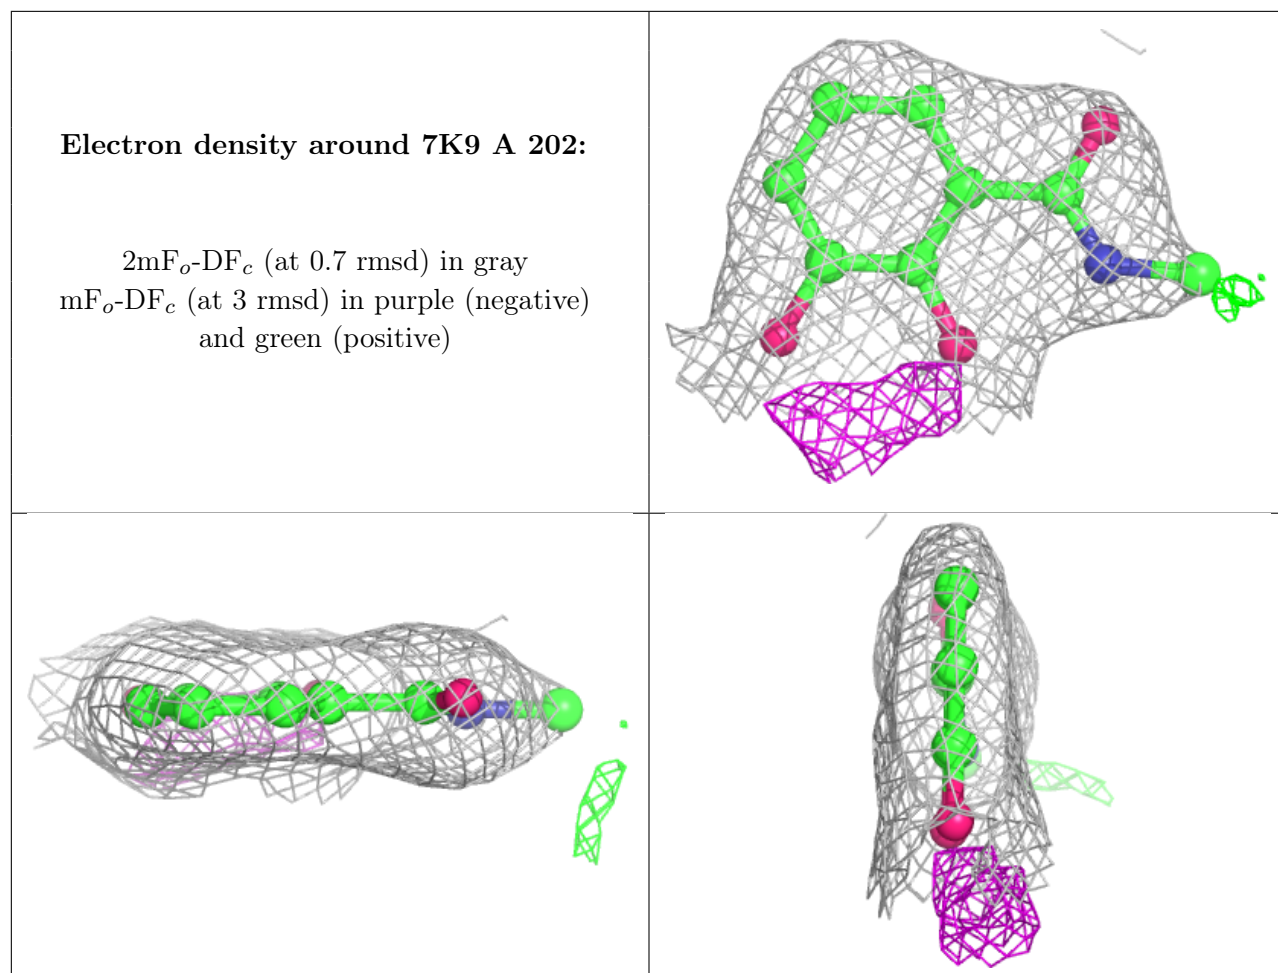 Electron density around 7K9 A 202:
2mFo-DFc (at 0.7 rmsd) in gray
mFo-DFc (at 3 rmsd) in purple (negative)
and green (positive)